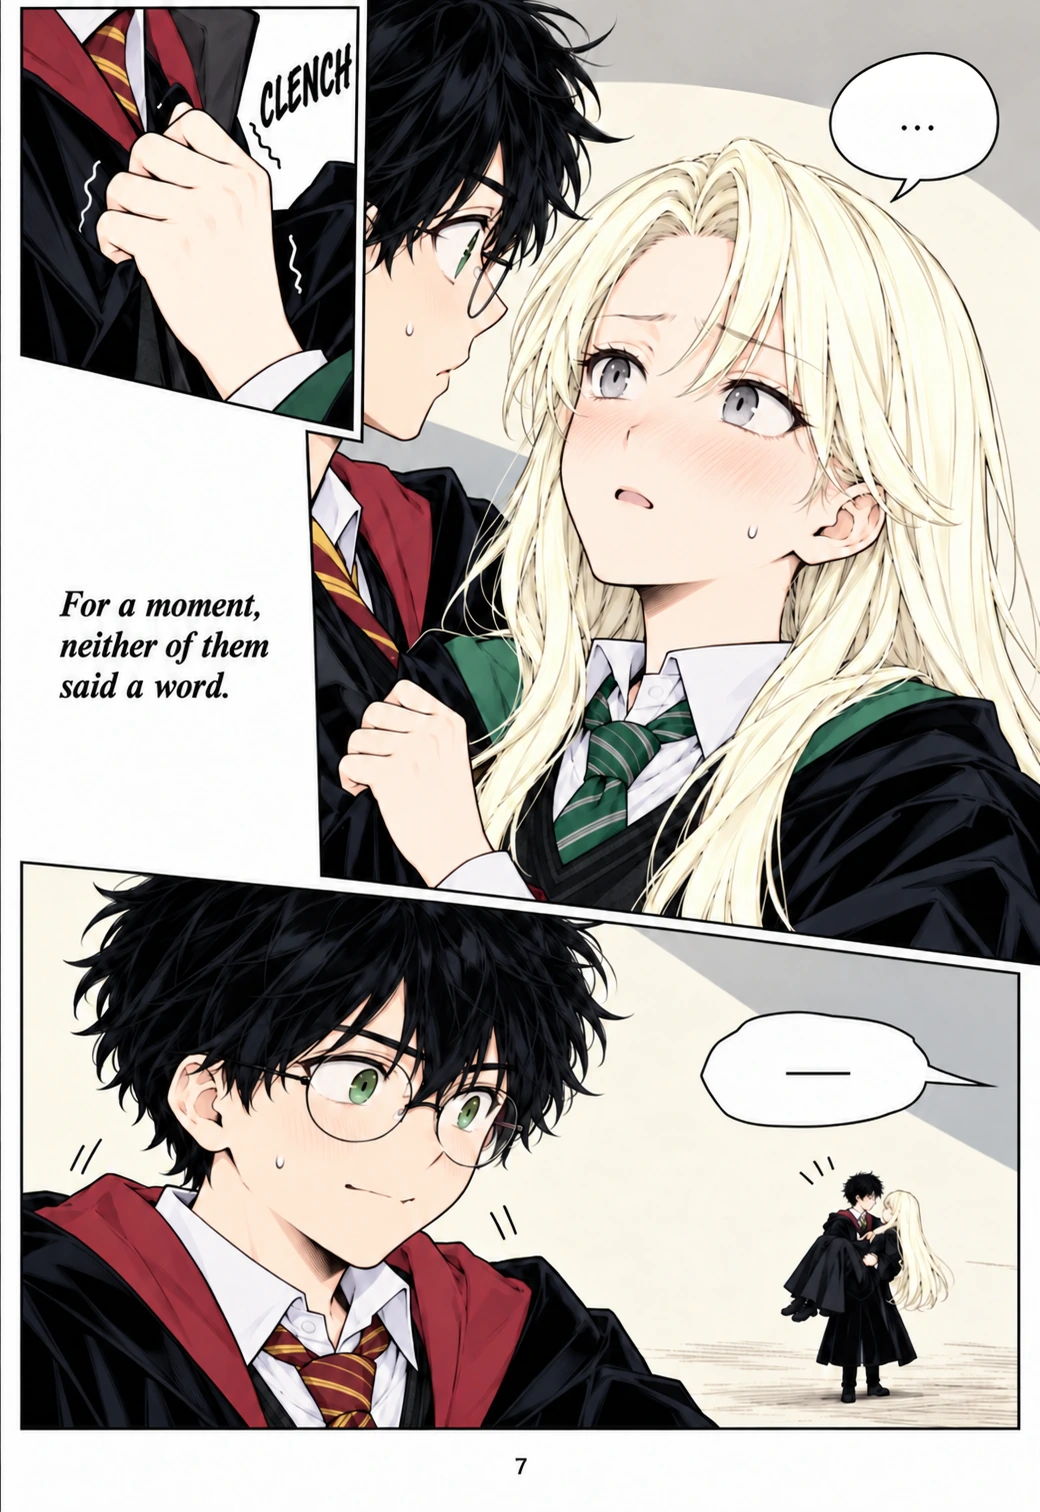 CLENCH
...
For a moment,
neither of them
said a word.
—
7